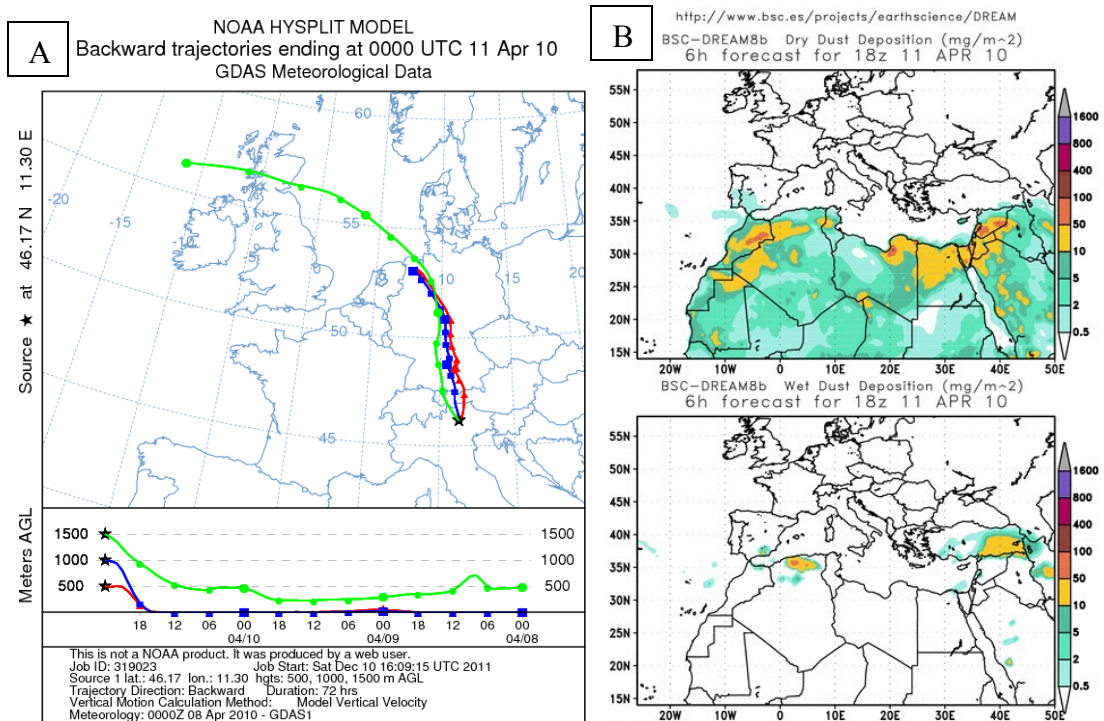 A
NOAA HYSPLIT MODEL
Backward trajectories ending at 0000 UTC 11 Apr 10
GDAS Meteorological Data
Source ★ at 46.17 N 11.30 E
60
-20
-15
-10
55
10
15
20
50
45
Meters AGL
1500
1000
500
1500
1000
500
18 12 06 00 18 12 06 00 18 12 06 00
04/10 04/09 04/08
This is not a NOAA product. It was produced by a web user.
Job ID: 319023 Job Start: Sat Dec 10 16:09:15 UTC 2011
Source 1 lat.: 46.17 lon.: 11.30 hgts: 500, 1000, 1500 m AGL
Trajectory Direction: Backward Duration: 72 hrs
Vertical Motion Calculation Method: Model Vertical Velocity
Meteorology: 0000Z 08 Apr 2010 - GDAS1
B
http://www.bsc.es/projects/earthscience/DREAM
BSC-DREAM8b Dry Dust Deposition (mg/m^2)
6h forecast for 18z 11 APR 10
55N
50N
45N
40N
35N
30N
25N
20N
15N
20W 10W 0 10E 20E 30E 40E 50E
1600
800
400
100
50
10
5
2
0.5
BSC-DREAM8b Wet Dust Deposition (mg/m^2)
6h forecast for 18z 11 APR 10
55N
50N
45N
40N
35N
30N
25N
20N
15N
20W 10W 0 10E 20E 30E 40E 50E
1600
800
400
100
50
10
5
2
0.5